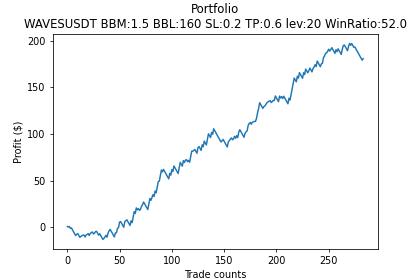 Portfolio
WAVESUSDT BBM:1.5 BBL:160 SL:0.2 TP:0.6 lev:20 WinRatio:52.0
200
150
100
50
0
Profit ($)
0 50 100 150 200 250
Trade counts